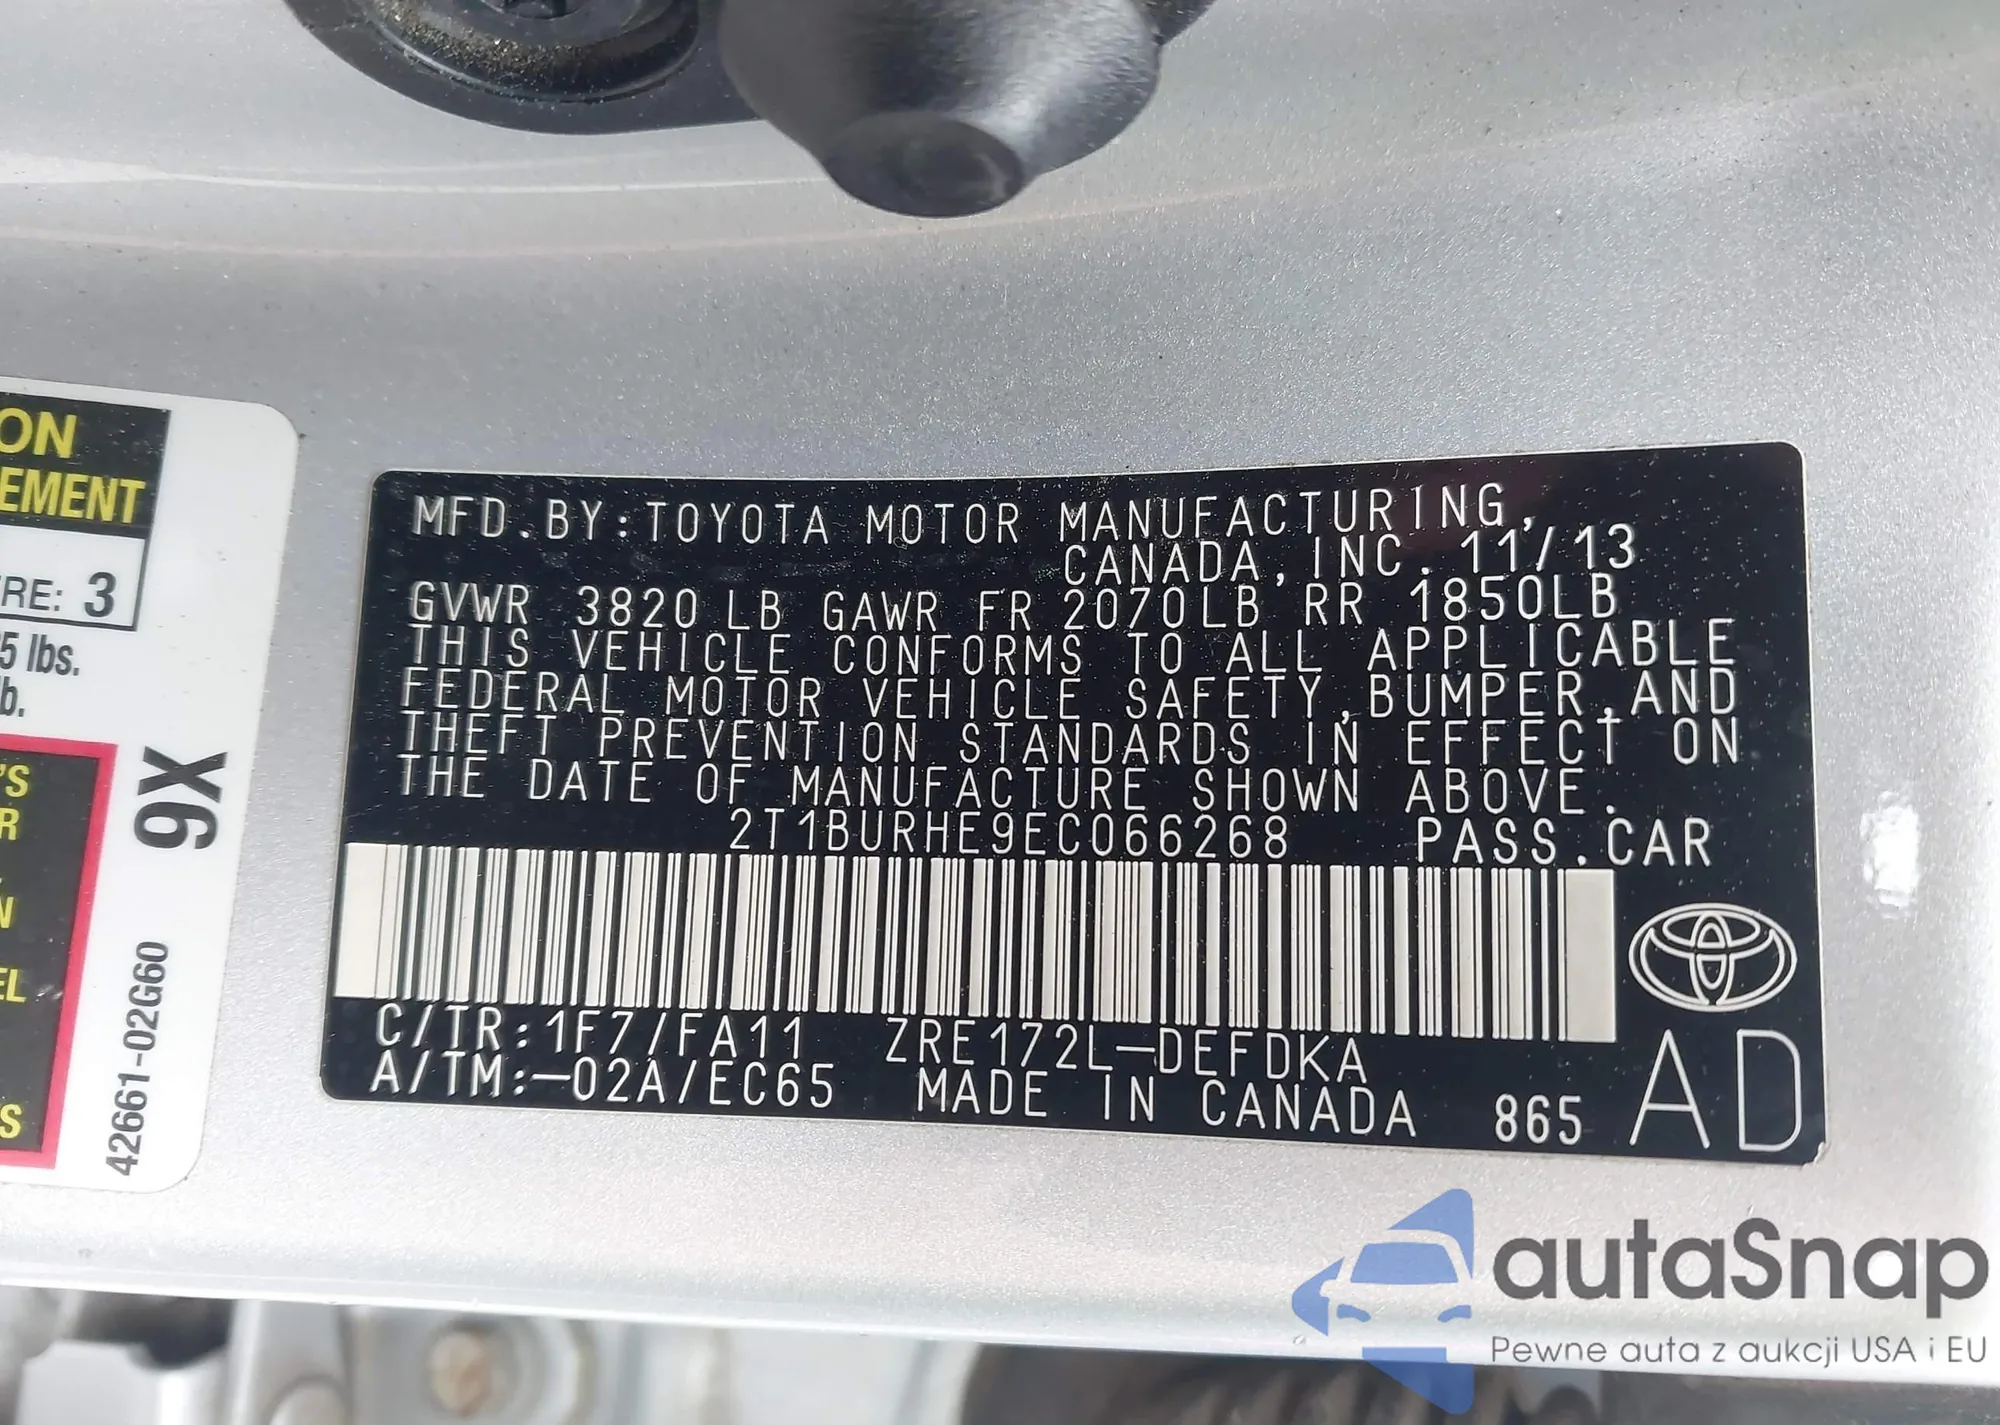 ON
EMENT
RE: 3
5 lbs.
b.
'S
R
N
EL
S
9X
42661-02G60
MFD.BY:TOYOTA MOTOR MANUFACTURING,
CANADA,INC. 11/13
GVWR 3820 LB GAWR FR 2070LB RR 1850LB
THIS VEHICLE CONFORMS TO ALL APPLICABLE
FEDERAL MOTOR VEHICLE SAFETY,BUMPER,AND
THEFT PREVENTION STANDARDS IN EFFECT ON
THE DATE OF MANUFACTURE SHOWN ABOVE.
2T1BURHE9EC066268 PASS.CAR
C/TR:1F7/FA11 ZRE172L-DEFDKA
A/TM:-02A/EC65 MADE IN CANADA 865 AD
autaSnap
Pewne auta z aukcji USA i EU